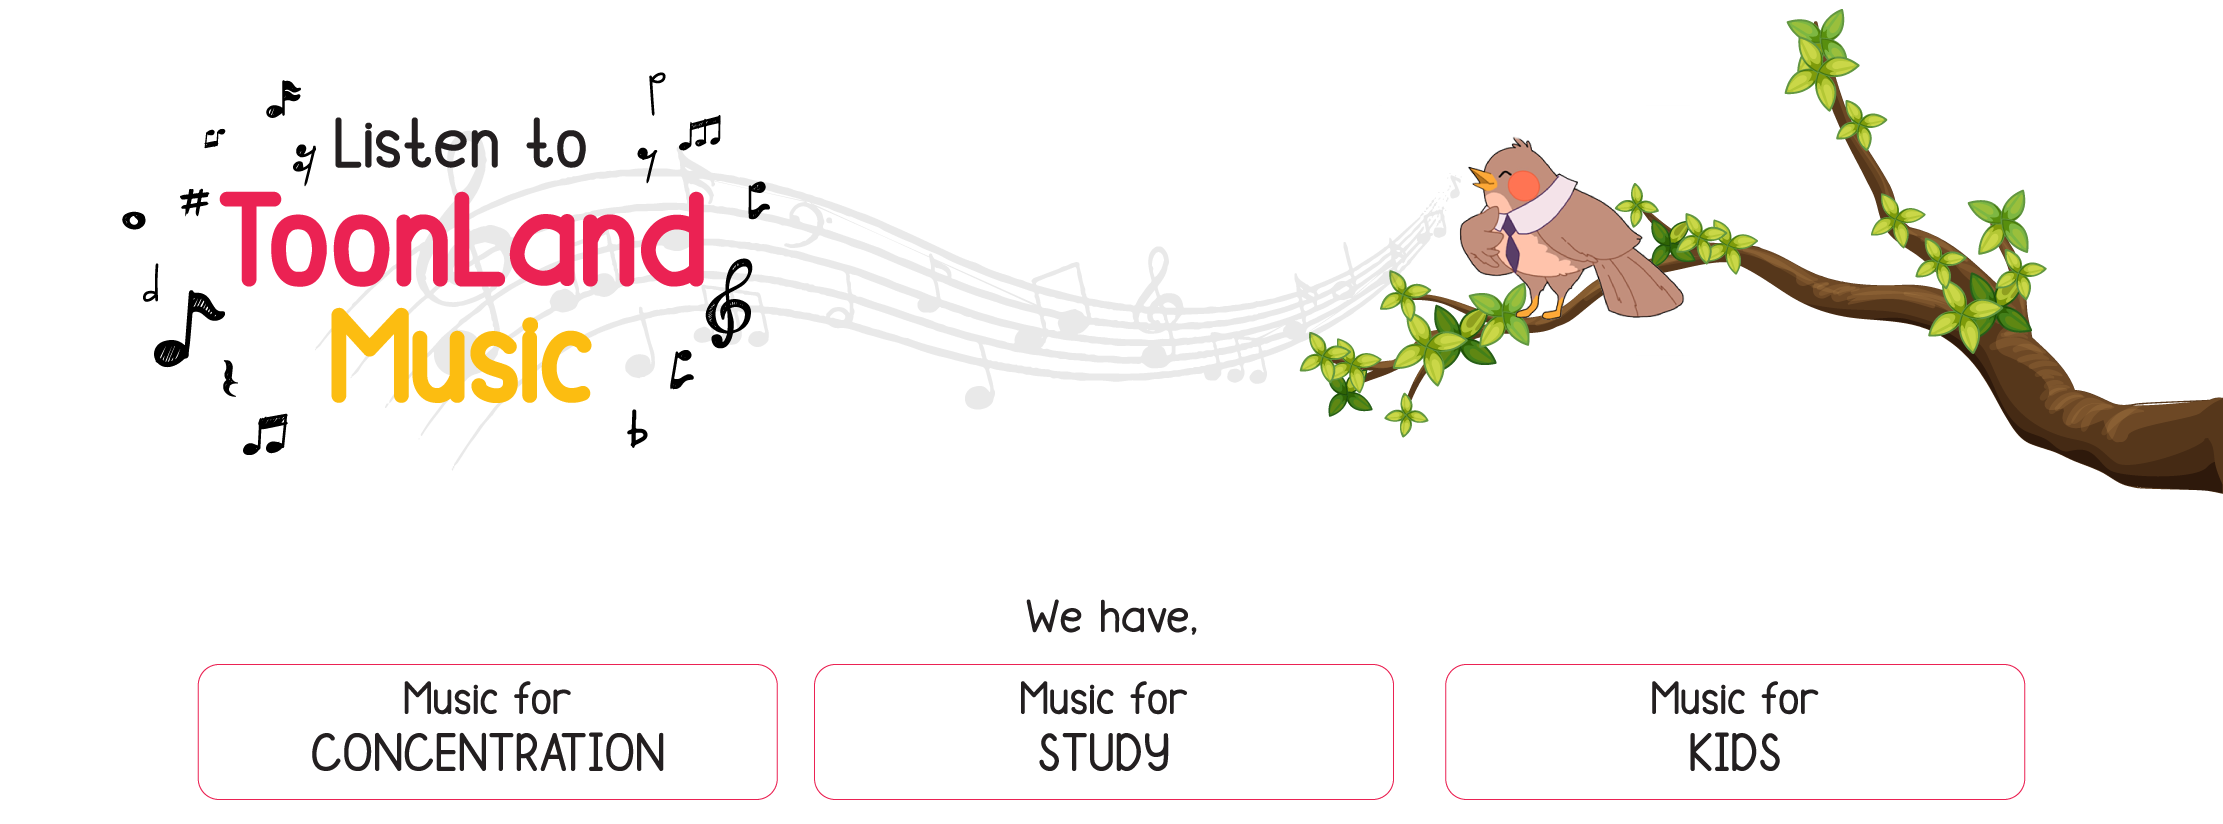 Listen to
ToonLand
Music
We have,
Music for
CONCENTRATION
Music for
STUDY
Music for
KIDS